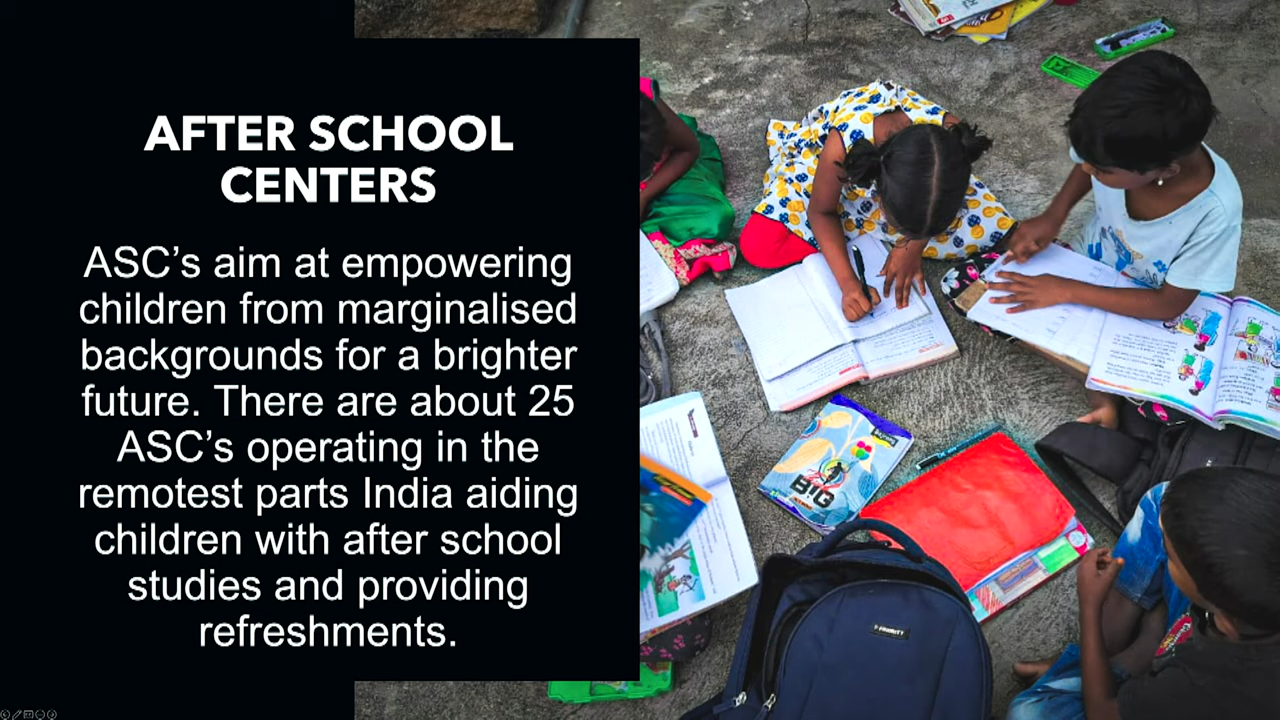 AFTER SCHOOL
CENTERS
ASC’s aim at empowering
children from marginalised
backgrounds for a brighter
future. There are about 25
ASC’s operating in the
remotest parts India aiding
children with after school
studies and providing
refreshments.
BIG
PRIORITY